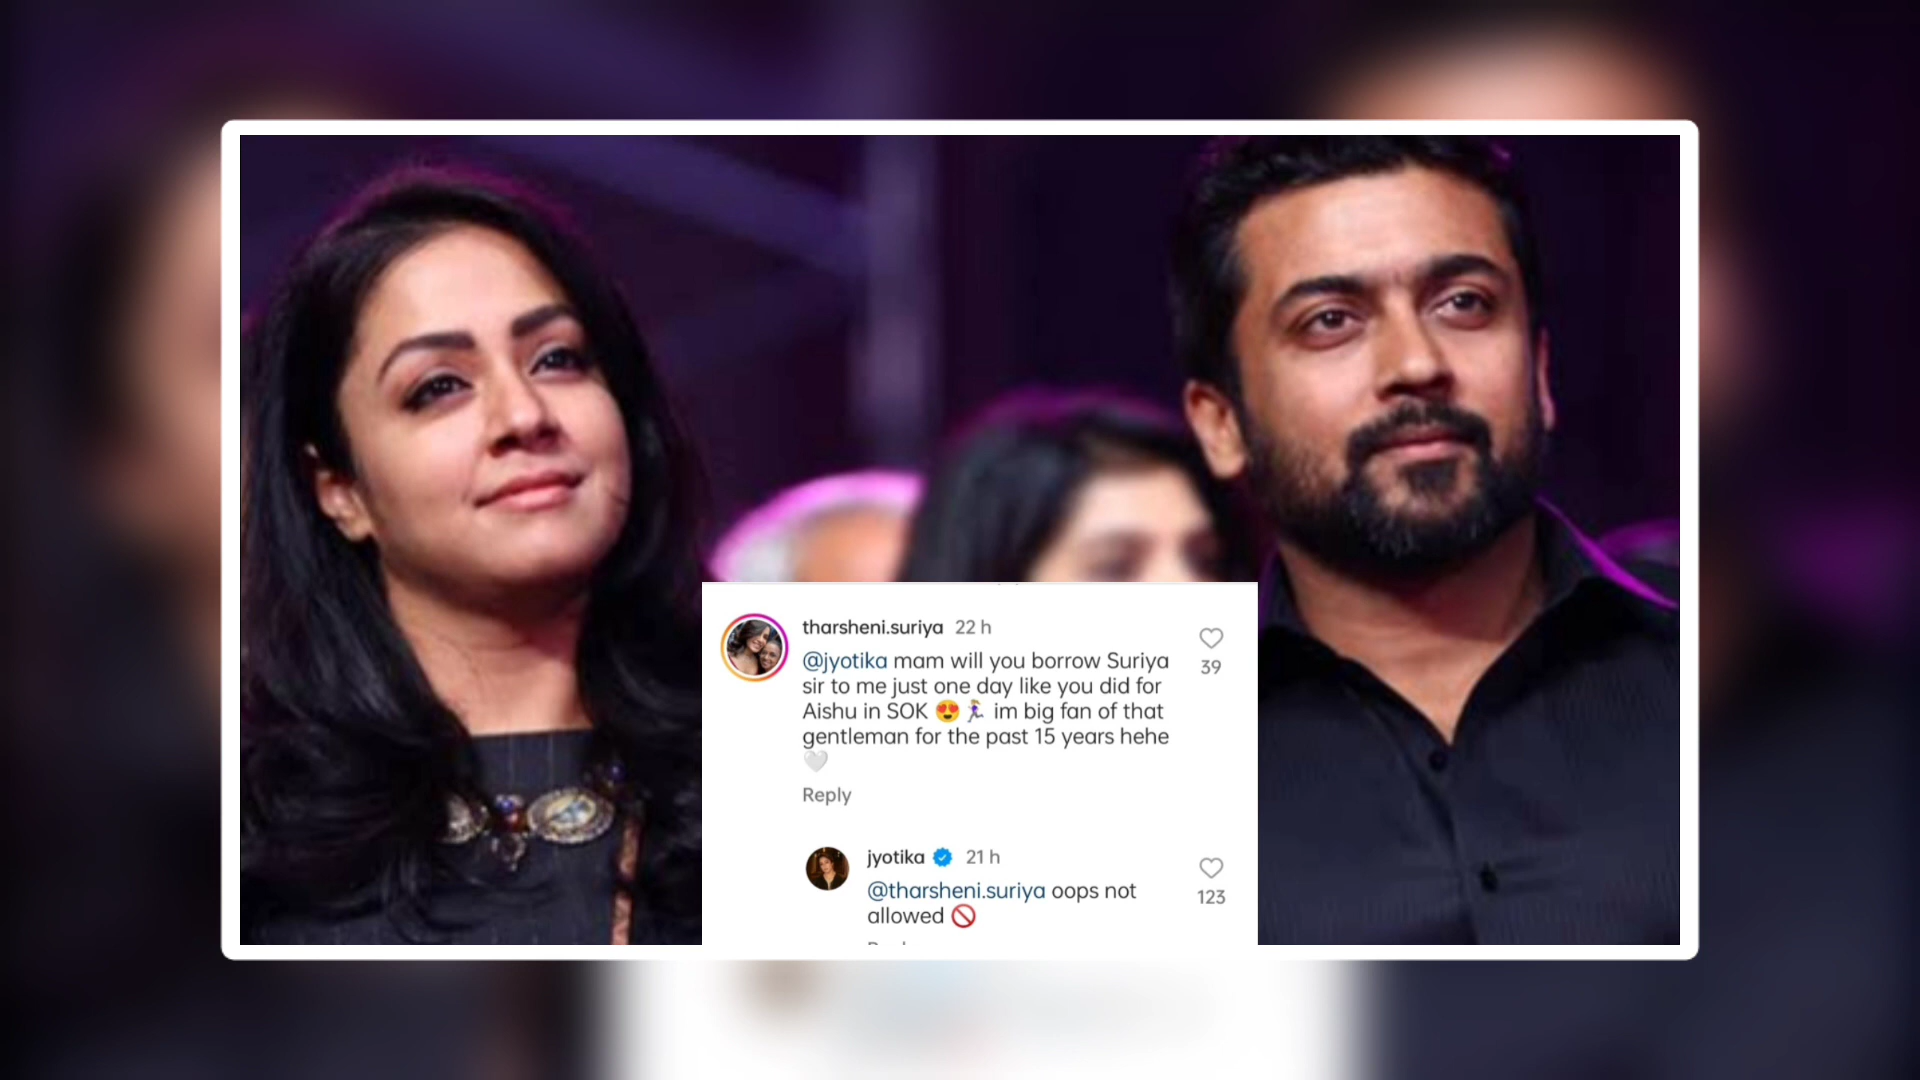 tharsheni.suriya 22 h
@jyotika mam will you borrow Suriya
sir to me just one day like you did for
Aishu in SOK 😍🏃‍♀️ im big fan of that
gentleman for the past 15 years hehe
🤍
39
Reply
jyotika 21 h
@tharsheni.suriya oops not
allowed 🚫
123